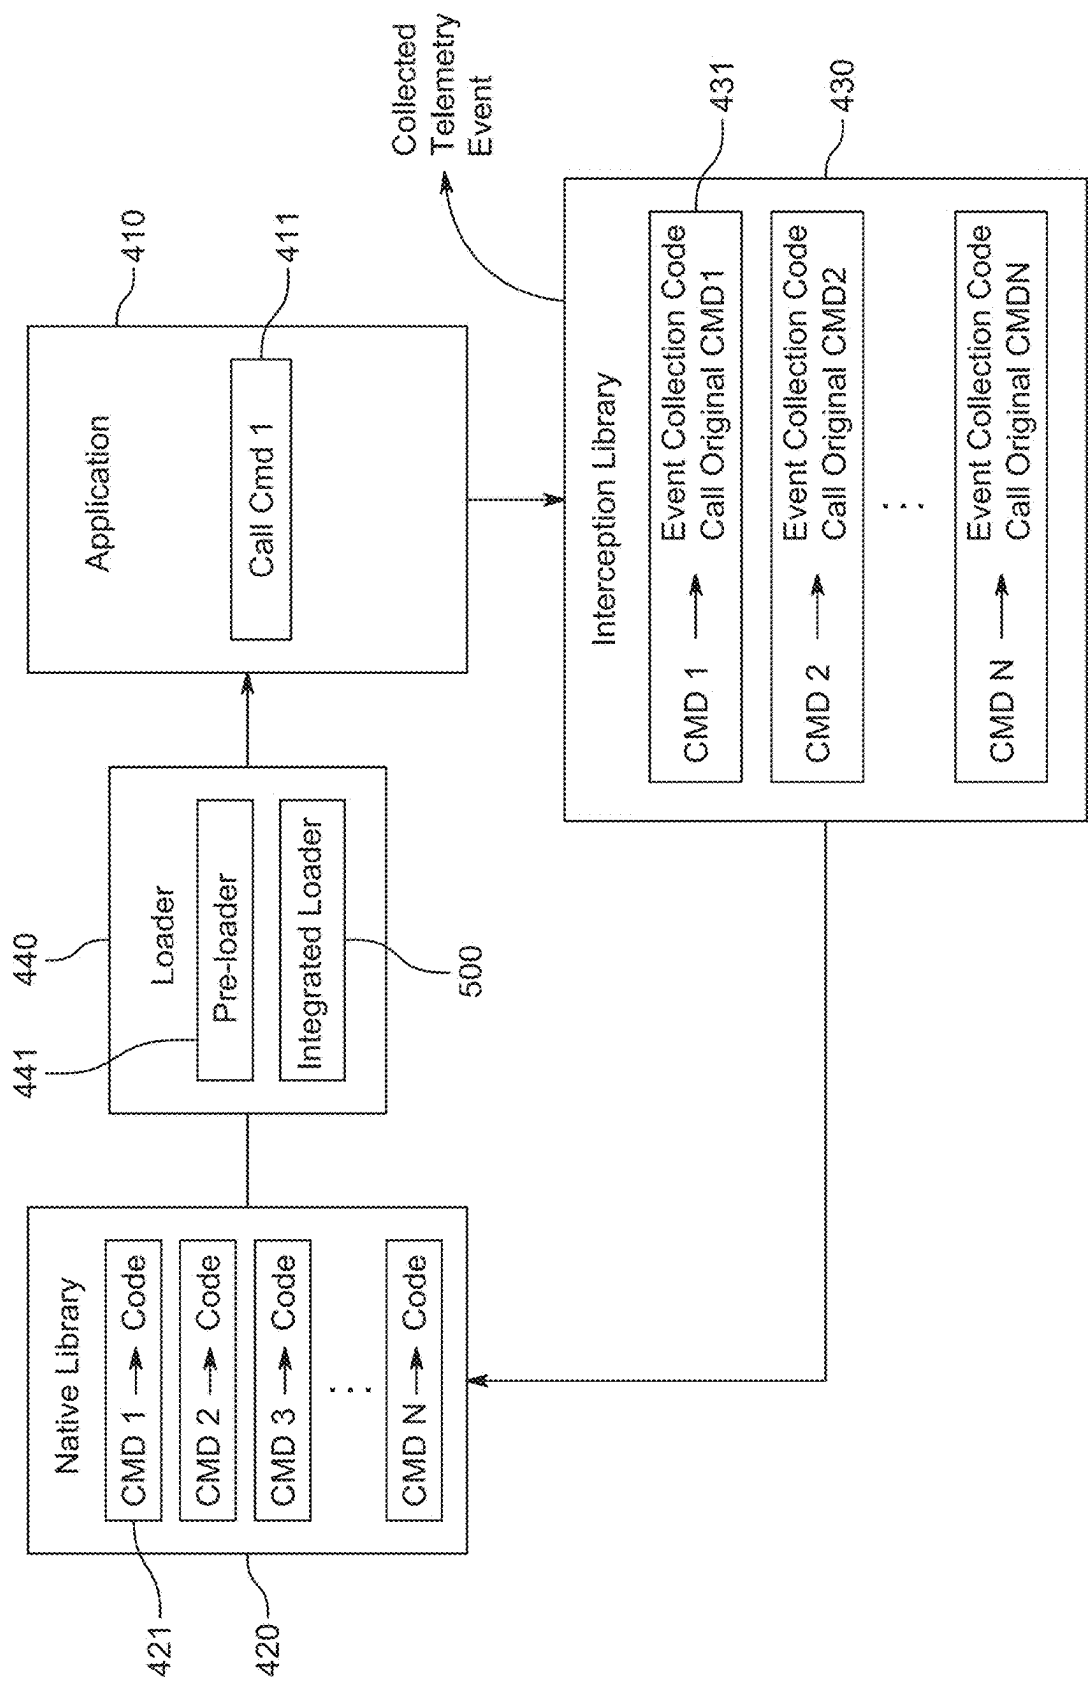 421
420
Native Library
CMD 1 → Code
CMD 2 → Code
CMD 3 → Code
. . .
CMD N → Code
441
440
Loader
Pre-loader
Integrated Loader
500
410
Application
Call Cmd 1
411
Collected
Telemetry
Event
Interception Library
CMD 1 → Event Collection Code
Call Original CMD1
CMD 2 → Event Collection Code
Call Original CMD2
. . .
CMD N → Event Collection Code
Call Original CMDN
431
430